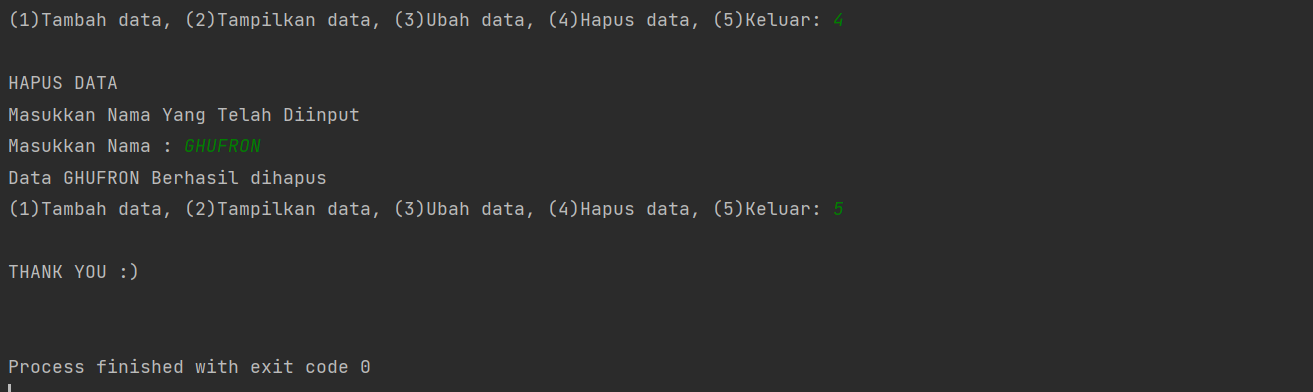 (1)Tambah data, (2)Tampilkan data, (3)Ubah data, (4)Hapus data, (5)Keluar: 4
HAPUS DATA
Masukkan Nama Yang Telah Diinput
Masukkan Nama : GHUFRON
Data GHUFRON Berhasil dihapus
(1)Tambah data, (2)Tampilkan data, (3)Ubah data, (4)Hapus data, (5)Keluar: 5
THANK YOU :)
Process finished with exit code 0